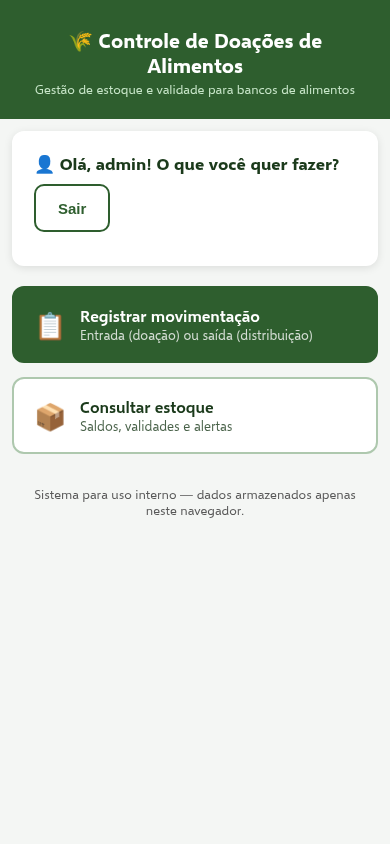 🌾 Controle de Doações de
Alimentos
Gestão de estoque e validade para bancos de alimentos
👤 Olá, admin! O que você quer fazer?
Sair
📋 Registrar movimentação
Entrada (doação) ou saída (distribuição)
📦 Consultar estoque
Saldos, validades e alertas
Sistema para uso interno — dados armazenados apenas
neste navegador.